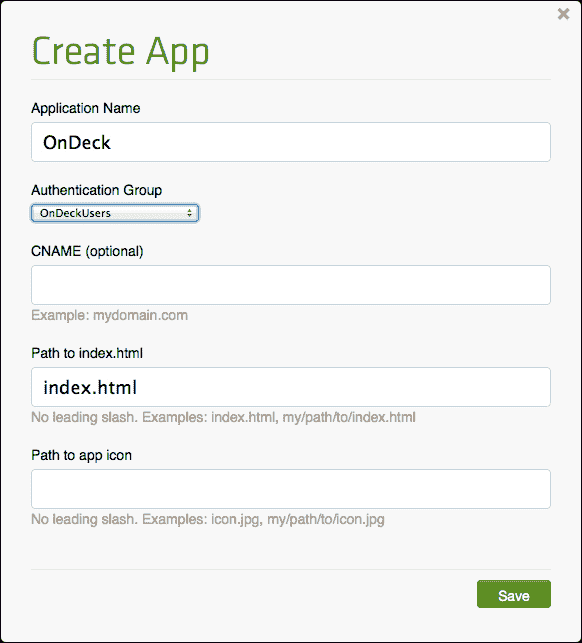 Create App
Application Name
OnDeck
Authentication Group
OnDeckUsers
CNAME (optional)
Example: mydomain.com
Path to index.html
index.html
No leading slash. Examples: index.html, my/path/to/index.html
Path to app icon
No leading slash. Examples: icon.jpg, my/path/to/icon.jpg
Save